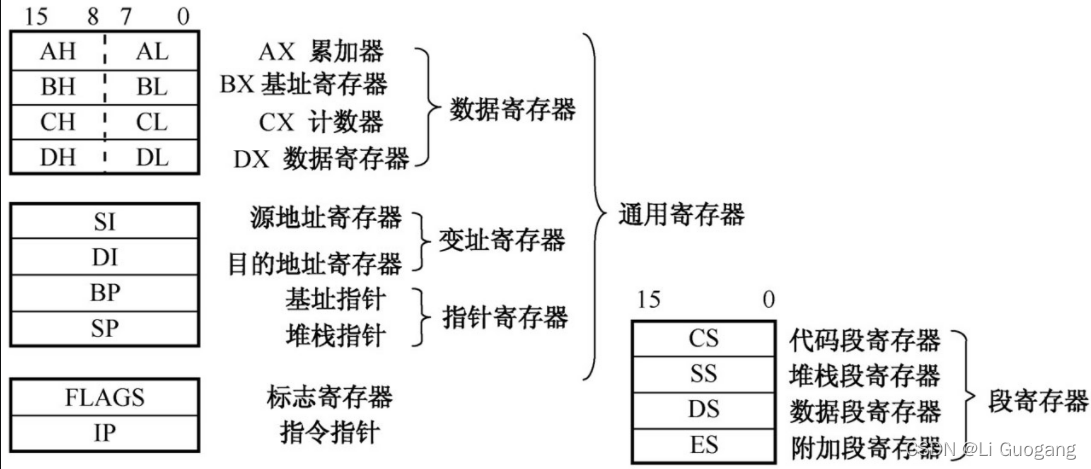 15 8 7 0
AH AL AX 累加器
BH BL BX 基址寄存器
CH CL CX 计数器
DH DL DX 数据寄存器
数据寄存器
SI 源地址寄存器
DI 目的地址寄存器
变址寄存器
BP 基址指针
SP 堆栈指针
指针寄存器
通用寄存器
FLAGS 标志寄存器
IP 指令指针
15 0
CS 代码段寄存器
SS 堆栈段寄存器
DS 数据段寄存器
ES 附加段寄存器
段寄存器
CSDN @Li Guogang